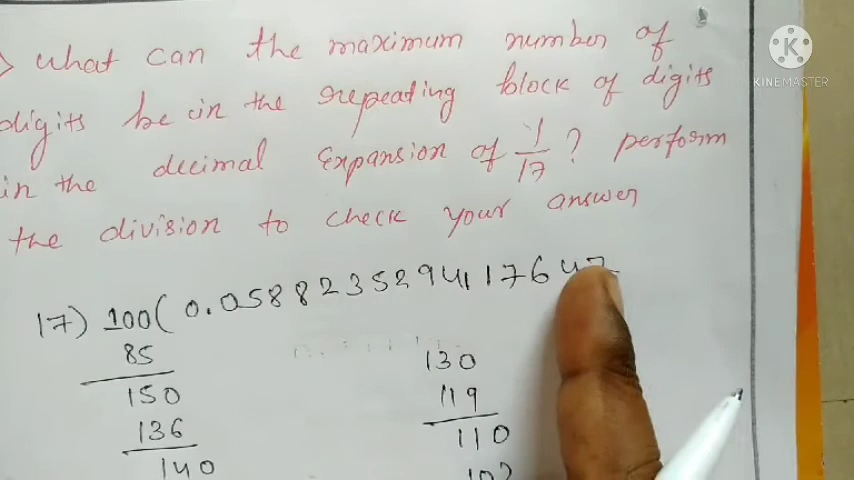 what can the maximum number of
digits be in the repeating block of digits
in the decimal Expansion of 1/17 ? perform
the division to check your answer
17) 100( 0.0588235294117647
85
150
136
140
130
119
110
102
KINEMASTER